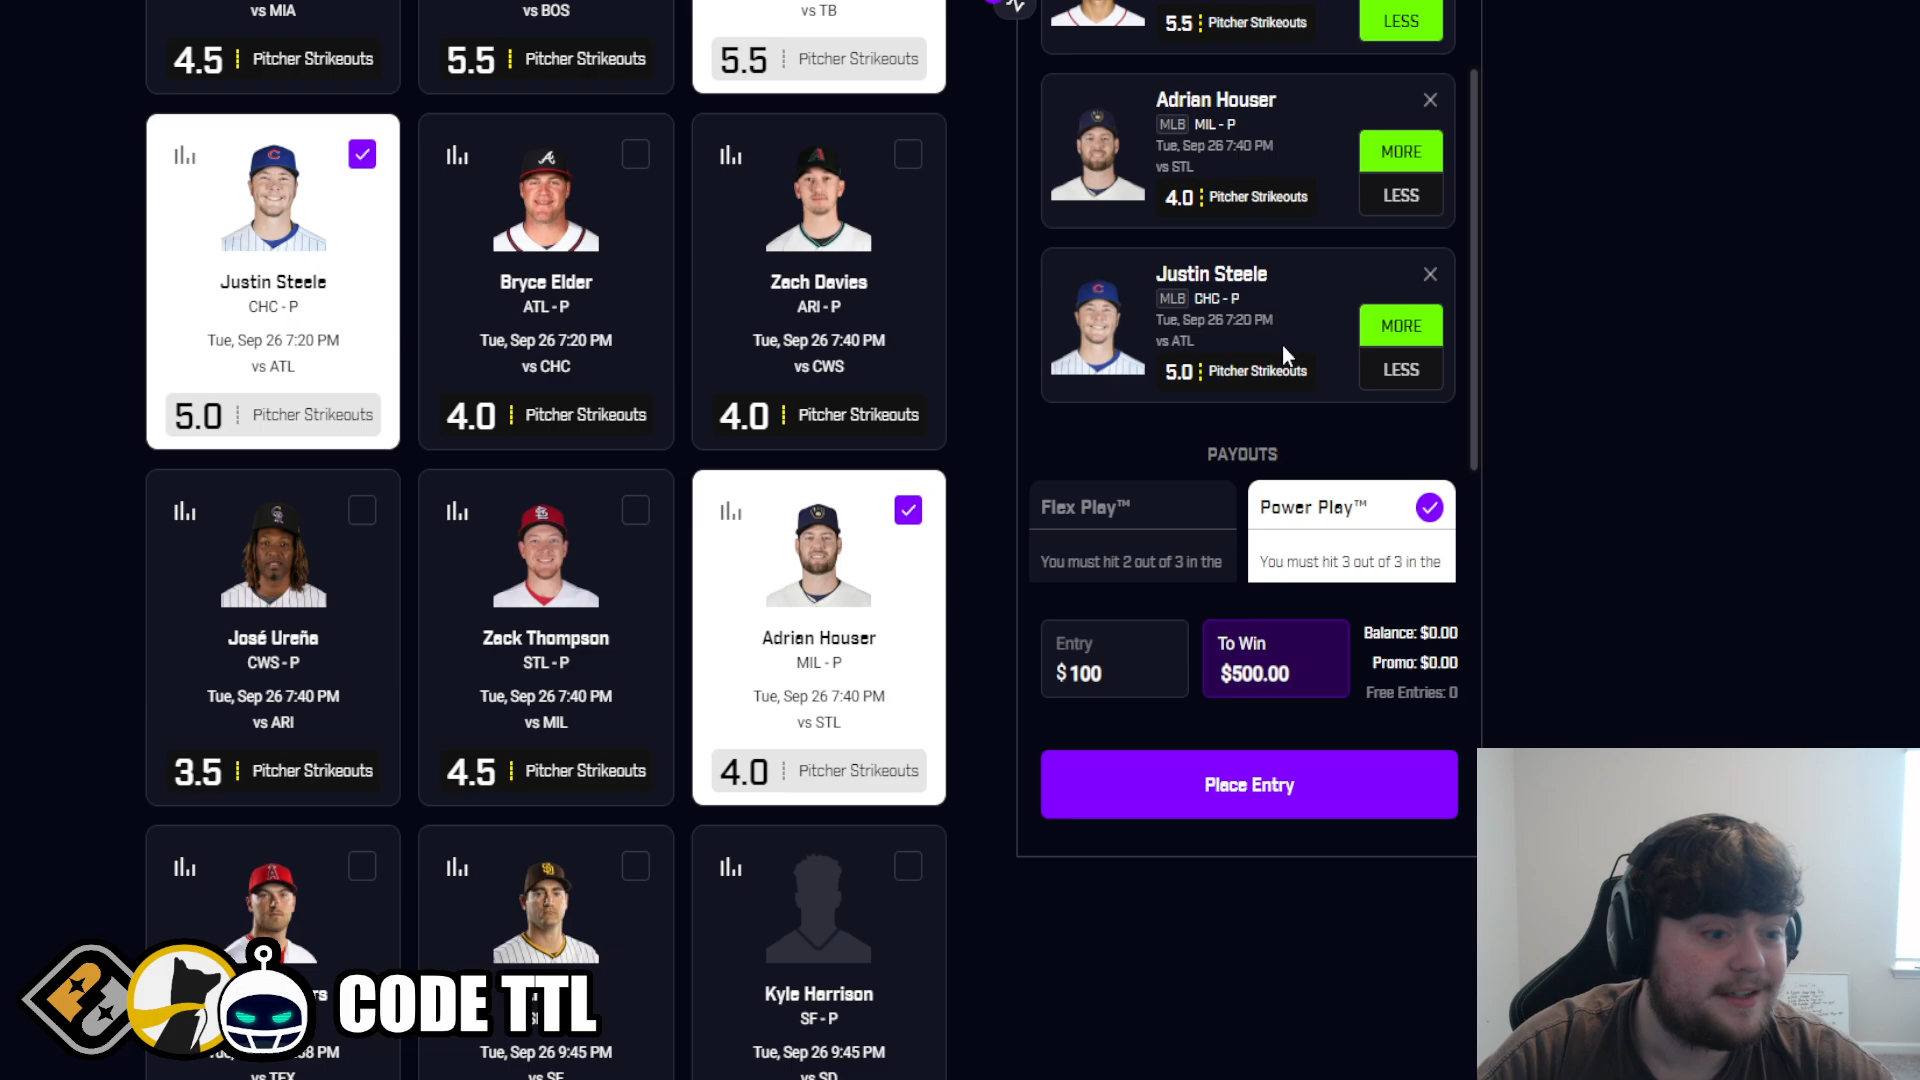 vs MIA
4.5 Pitcher Strikeouts
vs BOS
5.5 Pitcher Strikeouts
vs TB
5.5 Pitcher Strikeouts
Justin Steele
CHC - P
Tue, Sep 26 7:20 PM
vs ATL
5.0 Pitcher Strikeouts
Bryce Elder
ATL - P
Tue, Sep 26 7:20 PM
vs CHC
4.0 Pitcher Strikeouts
Zach Davies
ARI - P
Tue, Sep 26 7:40 PM
vs CWS
4.0 Pitcher Strikeouts
José Ureña
CWS - P
Tue, Sep 26 7:40 PM
vs ARI
3.5 Pitcher Strikeouts
Zack Thompson
STL - P
Tue, Sep 26 7:40 PM
vs MIL
4.5 Pitcher Strikeouts
Adrian Houser
MIL - P
Tue, Sep 26 7:40 PM
vs STL
4.0 Pitcher Strikeouts
8 PM
vs TEX
Tue, Sep 26 9:45 PM
vs SF
Kyle Harrison
SF - P
Tue, Sep 26 9:45 PM
vs SD
CODE TTL
5.5 Pitcher Strikeouts
LESS
Adrian Houser
MLB MIL - P
Tue, Sep 26 7:40 PM
vs STL
4.0 Pitcher Strikeouts
MORE
LESS
Justin Steele
MLB CHC - P
Tue, Sep 26 7:20 PM
vs ATL
5.0 Pitcher Strikeouts
MORE
LESS
PAYOUTS
Flex Play™
You must hit 2 out of 3 in the
Power Play™
You must hit 3 out of 3 in the
Entry
$ 100
To Win
$500.00
Balance: $0.00
Promo: $0.00
Free Entries: 0
Place Entry